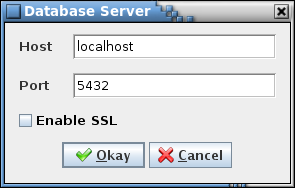 Database Server
Host localhost
Port 5432
Enable SSL
Okay Cancel